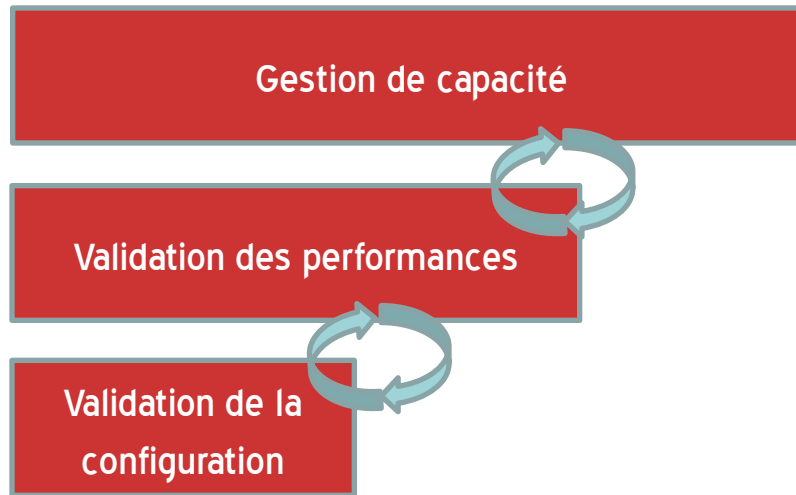 Gestion de capacité
Validation des performances
Validation de la
configuration